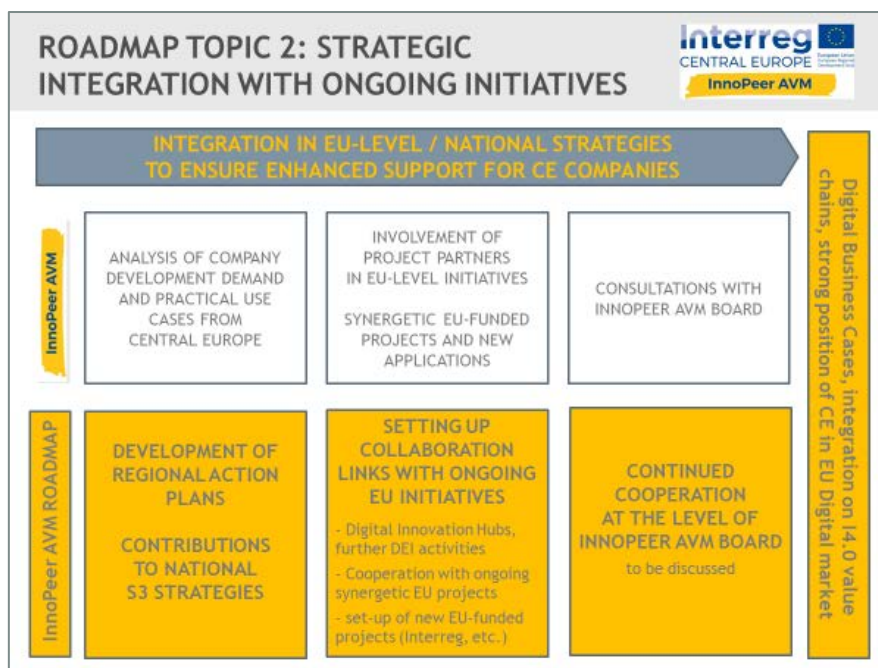 ROADMAP TOPIC 2: STRATEGIC
INTEGRATION WITH ONGOING INITIATIVES
Interreg
CENTRAL EUROPE
European Union
European Regional
Development Fund
InnoPeer AVM
INTEGRATION IN EU-LEVEL / NATIONAL STRATEGIES
TO ENSURE ENHANCED SUPPORT FOR CE COMPANIES
InnoPeer AVM
ANALYSIS OF COMPANY
DEVELOPMENT DEMAND
AND PRACTICAL USE
CASES FROM
CENTRAL EUROPE
INVOLVEMENT OF
PROJECT PARTNERS
IN EU-LEVEL INITIATIVES
SYNERGETIC EU-FUNDED
PROJECTS AND NEW
APPLICATIONS
CONSULTATIONS WITH
INNOPEER AVM BOARD
InnoPeer AVM ROADMAP
DEVELOPMENT OF
REGIONAL ACTION
PLANS
CONTRIBUTIONS
TO NATIONAL
S3 STRATEGIES
SETTING UP
COLLABORATION
LINKS WITH ONGOING
EU INITIATIVES
- Digital Innovation Hubs,
further DEI activities
- Cooperation with ongoing
synergetic EU projects
- set-up of new EU-funded
projects (Interreg, etc.)
CONTINUED
COOPERATION
AT THE LEVEL OF
INNOPEER AVM BOARD
to be discussed
Digital Business Cases, integration on I4.0 value
chains, strong position of CE in EU Digital market